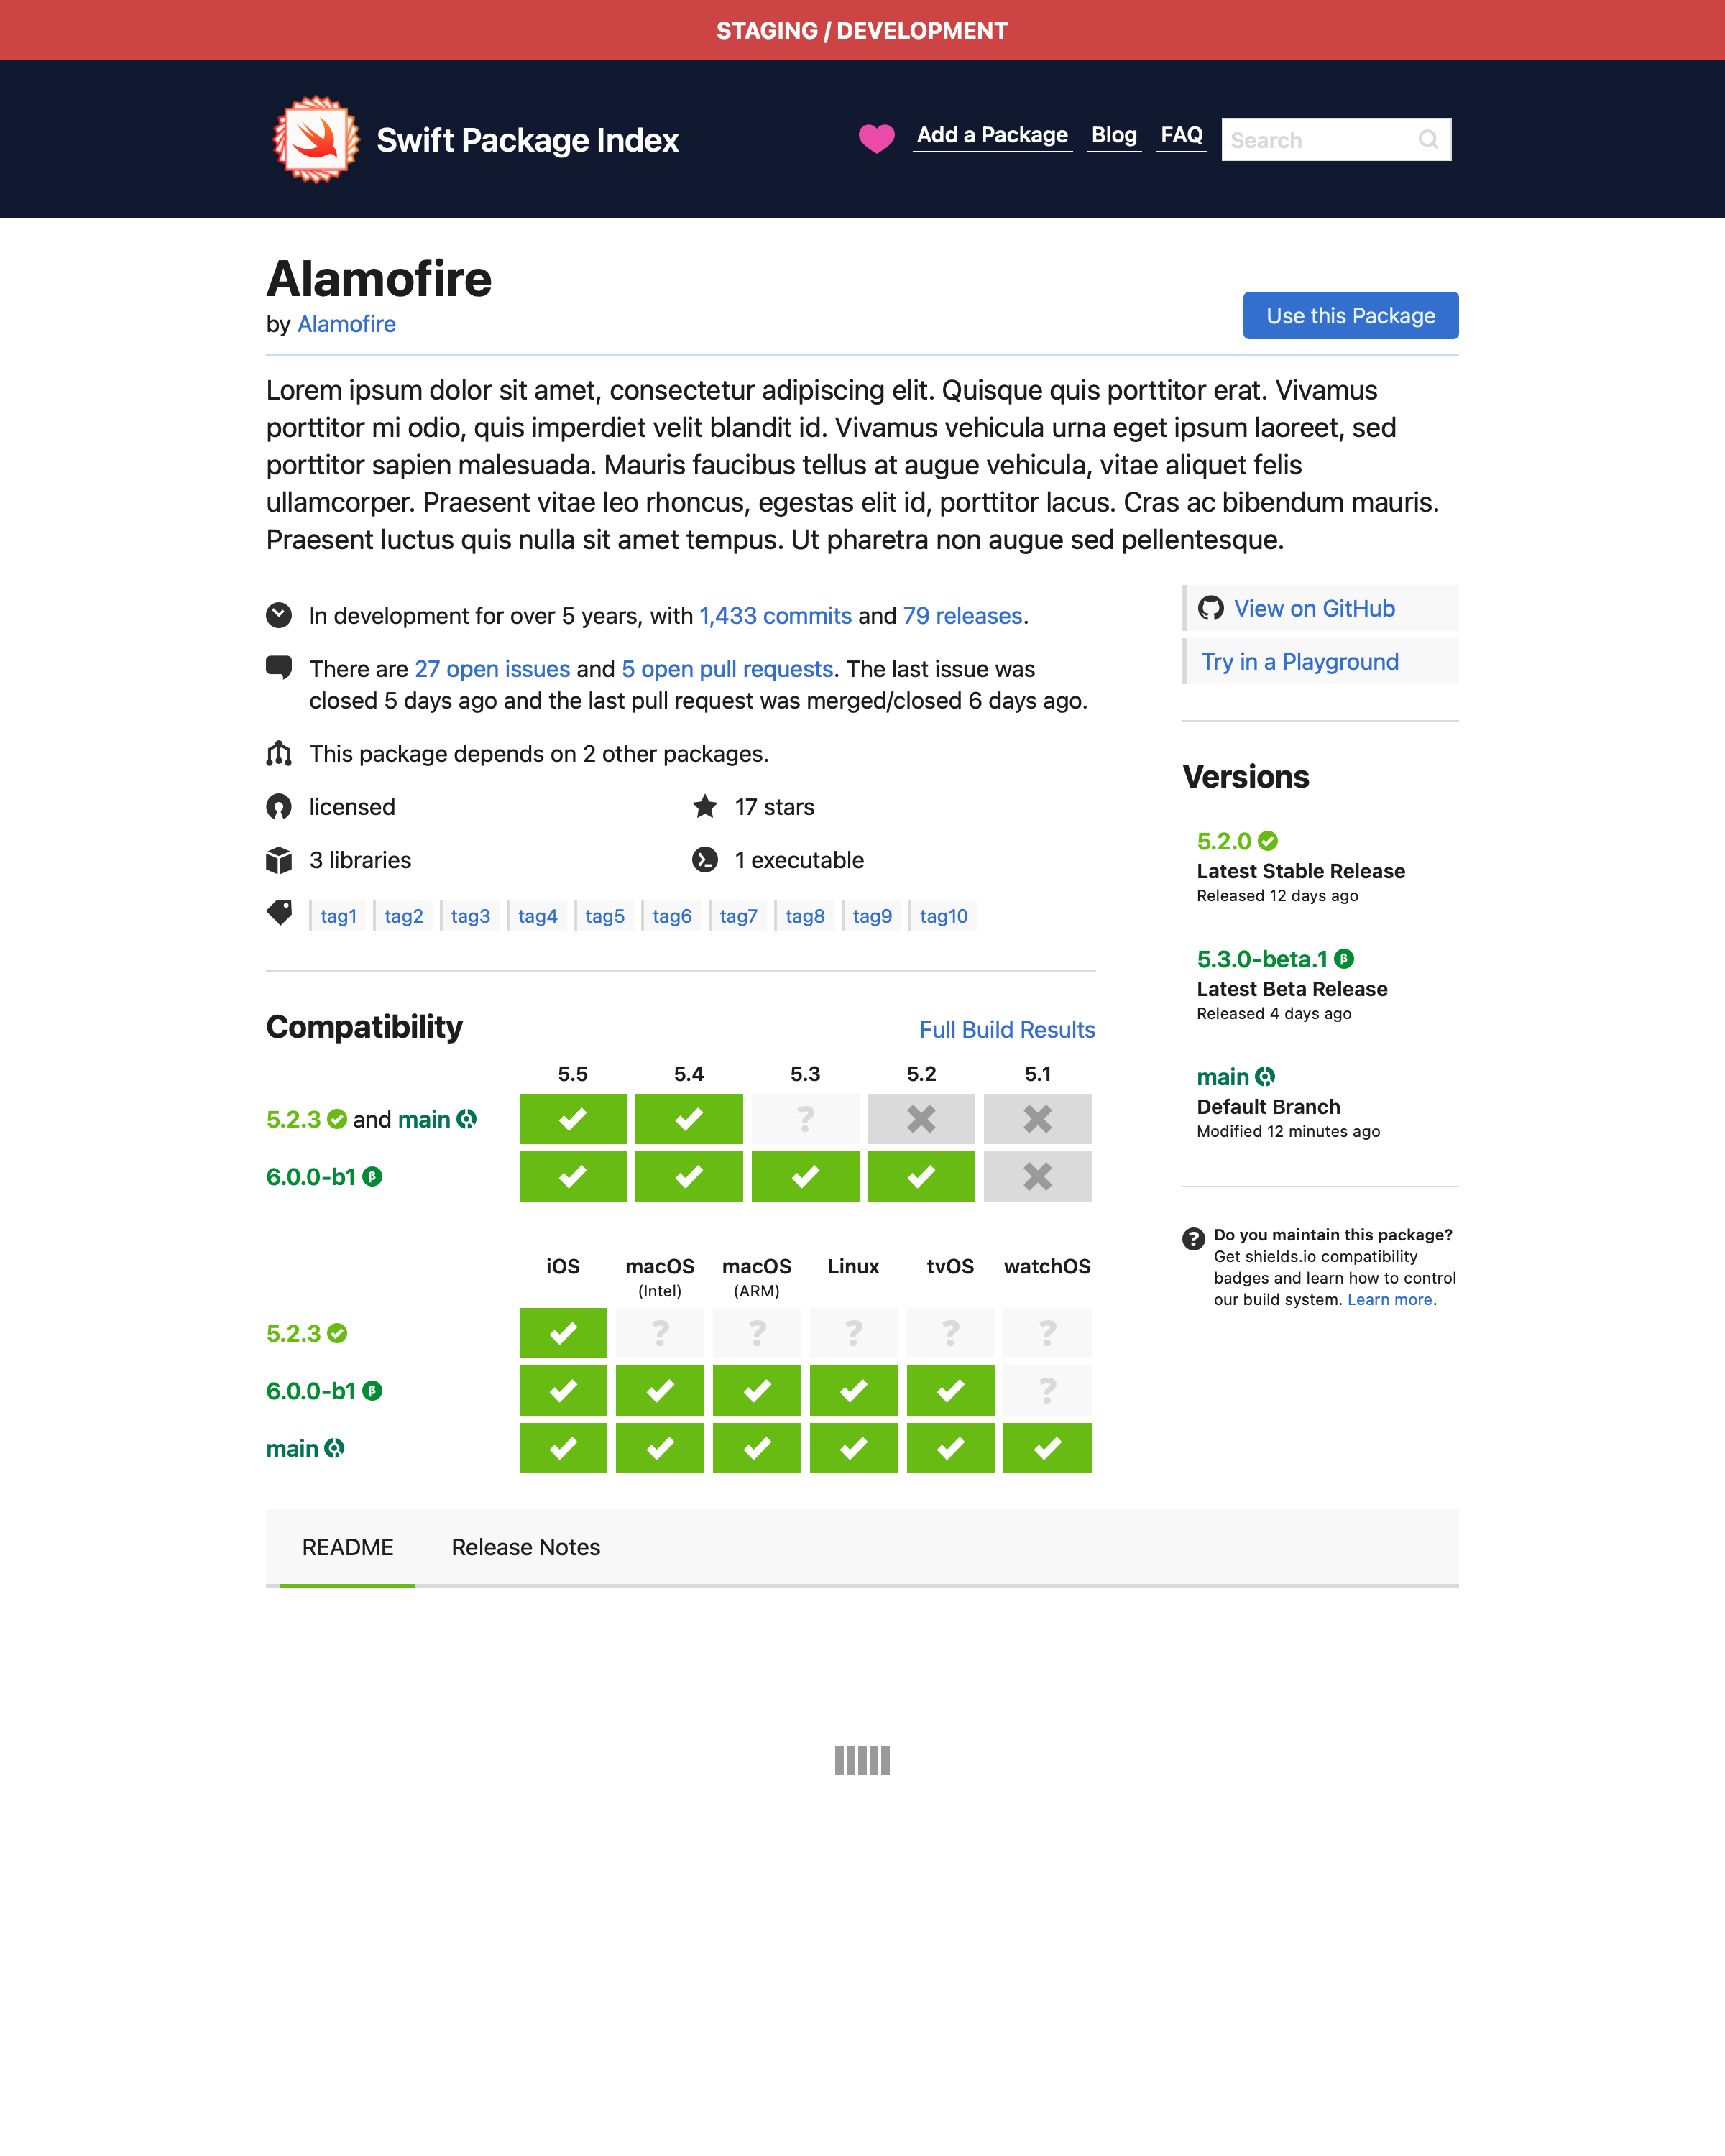 STAGING / DEVELOPMENT
Swift Package Index
Add a Package
Blog
FAQ
Search
Alamofire
by Alamofire
Use this Package
Lorem ipsum dolor sit amet, consectetur adipiscing elit. Quisque quis porttitor erat. Vivamus
porttitor mi odio, quis imperdiet velit blandit id. Vivamus vehicula urna eget ipsum laoreet, sed
porttitor sapien malesuada. Mauris faucibus tellus at augue vehicula, vitae aliquet felis
ullamcorper. Praesent vitae leo rhoncus, egestas elit id, porttitor lacus. Cras ac bibendum mauris.
Praesent luctus quis nulla sit amet tempus. Ut pharetra non augue sed pellentesque.
In development for over 5 years, with 1,433 commits and 79 releases.
There are 27 open issues and 5 open pull requests. The last issue was
closed 5 days ago and the last pull request was merged/closed 6 days ago.
This package depends on 2 other packages.
licensed
17 stars
3 libraries
1 executable
tag1 tag2 tag3 tag4 tag5 tag6 tag7 tag8 tag9 tag10
View on GitHub
Try in a Playground
Versions
5.2.0
Latest Stable Release
Released 12 days ago
5.3.0-beta.1 β
Latest Beta Release
Released 4 days ago
main
Default Branch
Modified 12 minutes ago
? Do you maintain this package?
Get shields.io compatibility
badges and learn how to control
our build system. Learn more.
Compatibility
Full Build Results
5.5 5.4 5.3 5.2 5.1
5.2.3 and main ?
6.0.0-b1 β
iOS macOS macOS Linux tvOS watchOS
(Intel) (ARM)
5.2.3 ? ? ? ? ?
6.0.0-b1 β ?
main
README Release Notes